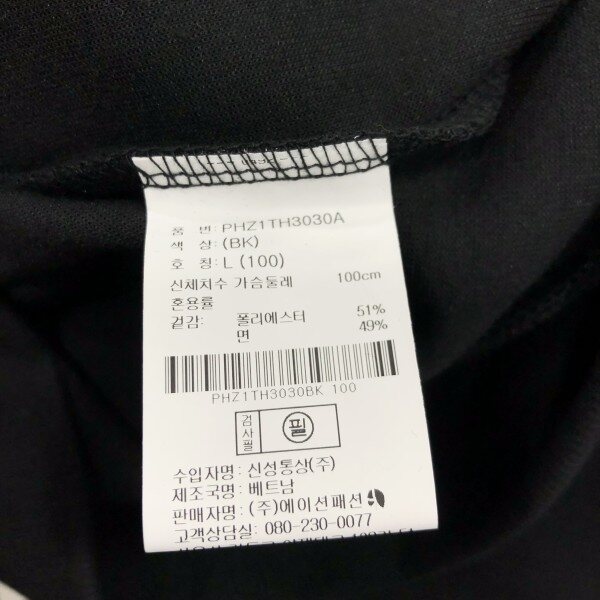 품 번: PHZ1TH3030A
색 상: (BK)
호 칭: L (100)
신체치수 가슴둘레 100cm
혼용률
겉감: 폴리에스터 51%
면 49%
PHZ1TH3030BK 100
검사필 필
수입자명: 신성통상(주)
제조국명: 베트남
판매자명: (주)에이션패션
고객상담실: 080-230-0077